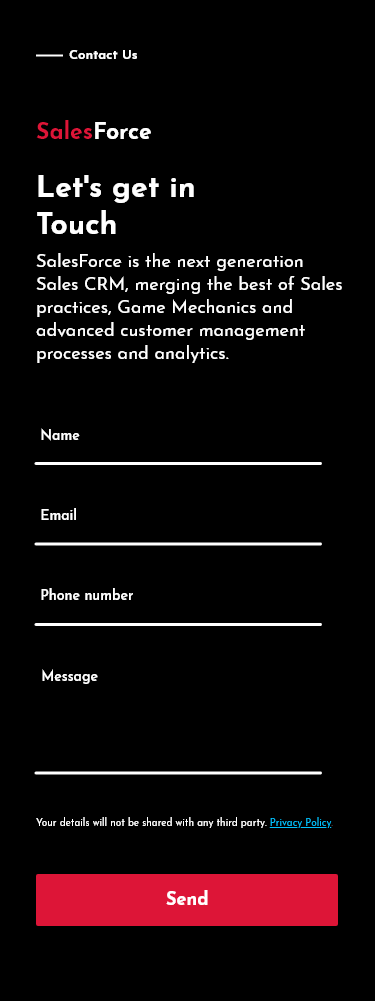 Contact Us
SalesForce
Let's get in
Touch
SalesForce is the next generation
Sales CRM, merging the best of Sales
practices, Game Mechanics and
advanced customer management
processes and analytics.
Name
Email
Phone number
Message
Your details will not be shared with any third party. Privacy Policy
Send